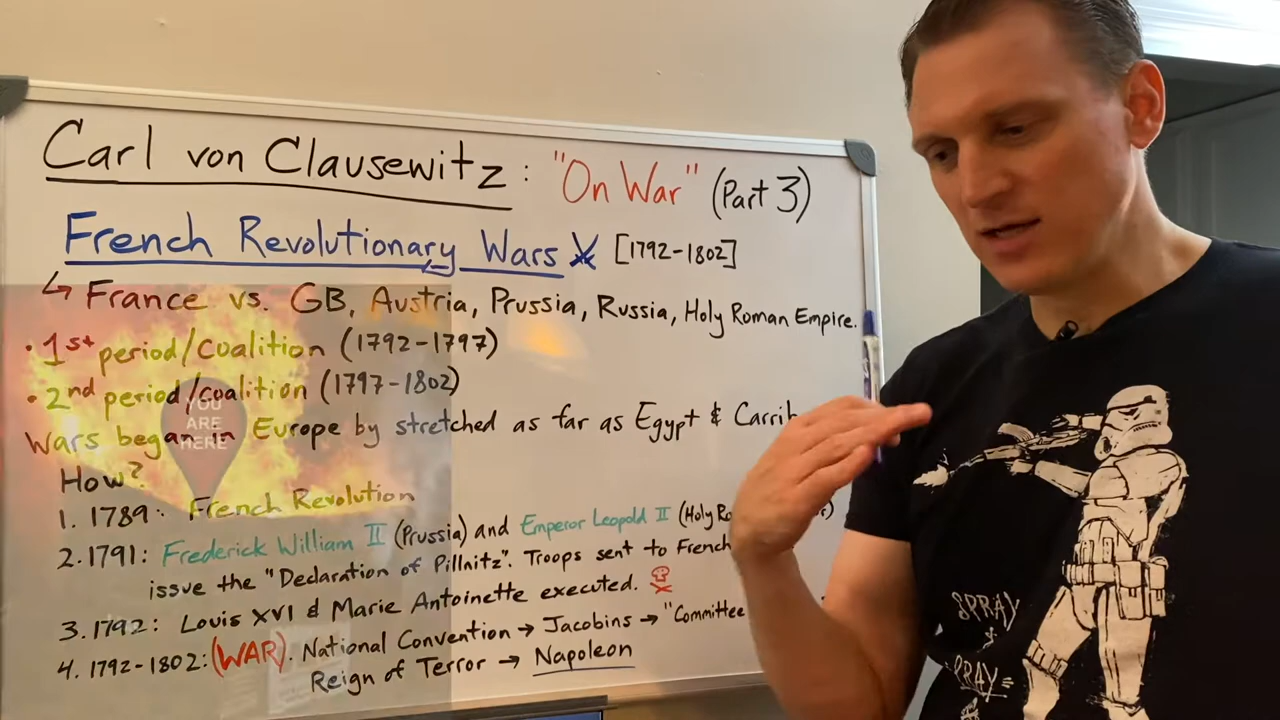 Carl von Clausewitz: "On War" (Part 3)
French Revolutionary Wars [1792-1802]
↳ France vs. GB, Austria, Prussia, Russia, Holy Roman Empire.
• 1st period/coalition (1792-1797)
• 2nd period/coalition (1797-1802)
YOU
ARE
HERE
Wars began in Europe by stretched as far as Egypt &
How?
1. 1789: French Revolution
2. 1791: Frederick William II (Prussia) and Emperor Leopold II (Holy
issue the "Declaration of Pillnitz". Troops sent to French
3. 1792: Louis XVI & Marie Antoinette executed.
4. 1792-1802: (WAR). National Convention → Jacobins → "Committee
Reign of Terror → Napoleon
SPRAY
&
PRAY